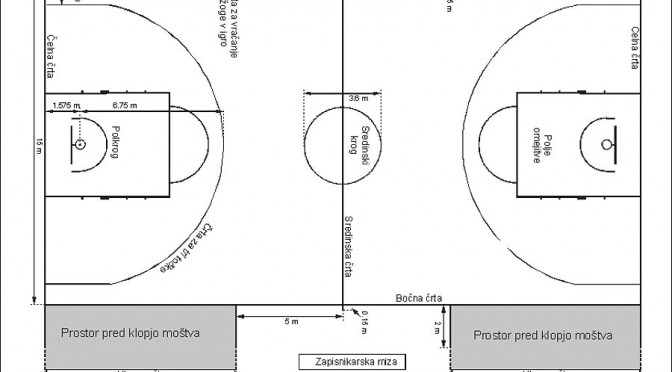 ta za vračanje
žoge v igro
Čelna črta
Čelna črta
1.575 m
6.75 m
3.6 m
15 m
Polkrog
Sredinski
krog
Polje
omejitve
Črta za tri točke
Sredinska črta
Bočna črta
5 m
0.15 m
2 m
Prostor pred klopjo moštva
Prostor pred klopjo moštva
Zapisnikarska miza